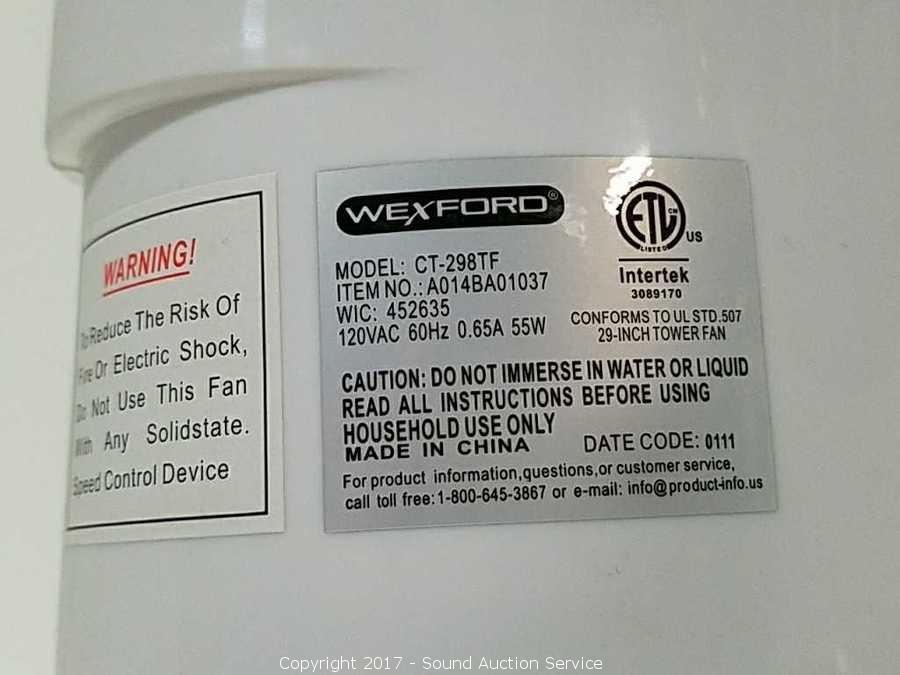 WARNING!
To Reduce The Risk Of
Fire Or Electric Shock,
Do Not Use This Fan
With Any Solidstate.
Speed Control Device
WEXFORD®
MODEL: CT-298TF
ITEM NO.: A014BA01037
WIC: 452635
120VAC 60Hz 0.65A 55W
ETL CM
LISTED
US
Intertek
3089170
CONFORMS TO UL STD.507
29-INCH TOWER FAN
CAUTION: DO NOT IMMERSE IN WATER OR LIQUID
READ ALL INSTRUCTIONS BEFORE USING
HOUSEHOLD USE ONLY
MADE IN CHINA
DATE CODE: 0111
For product information,questions,or customer service,
call toll free:1-800-645-3867 or e-mail: info@product-info.us
Copyright 2017 - Sound Auction Service